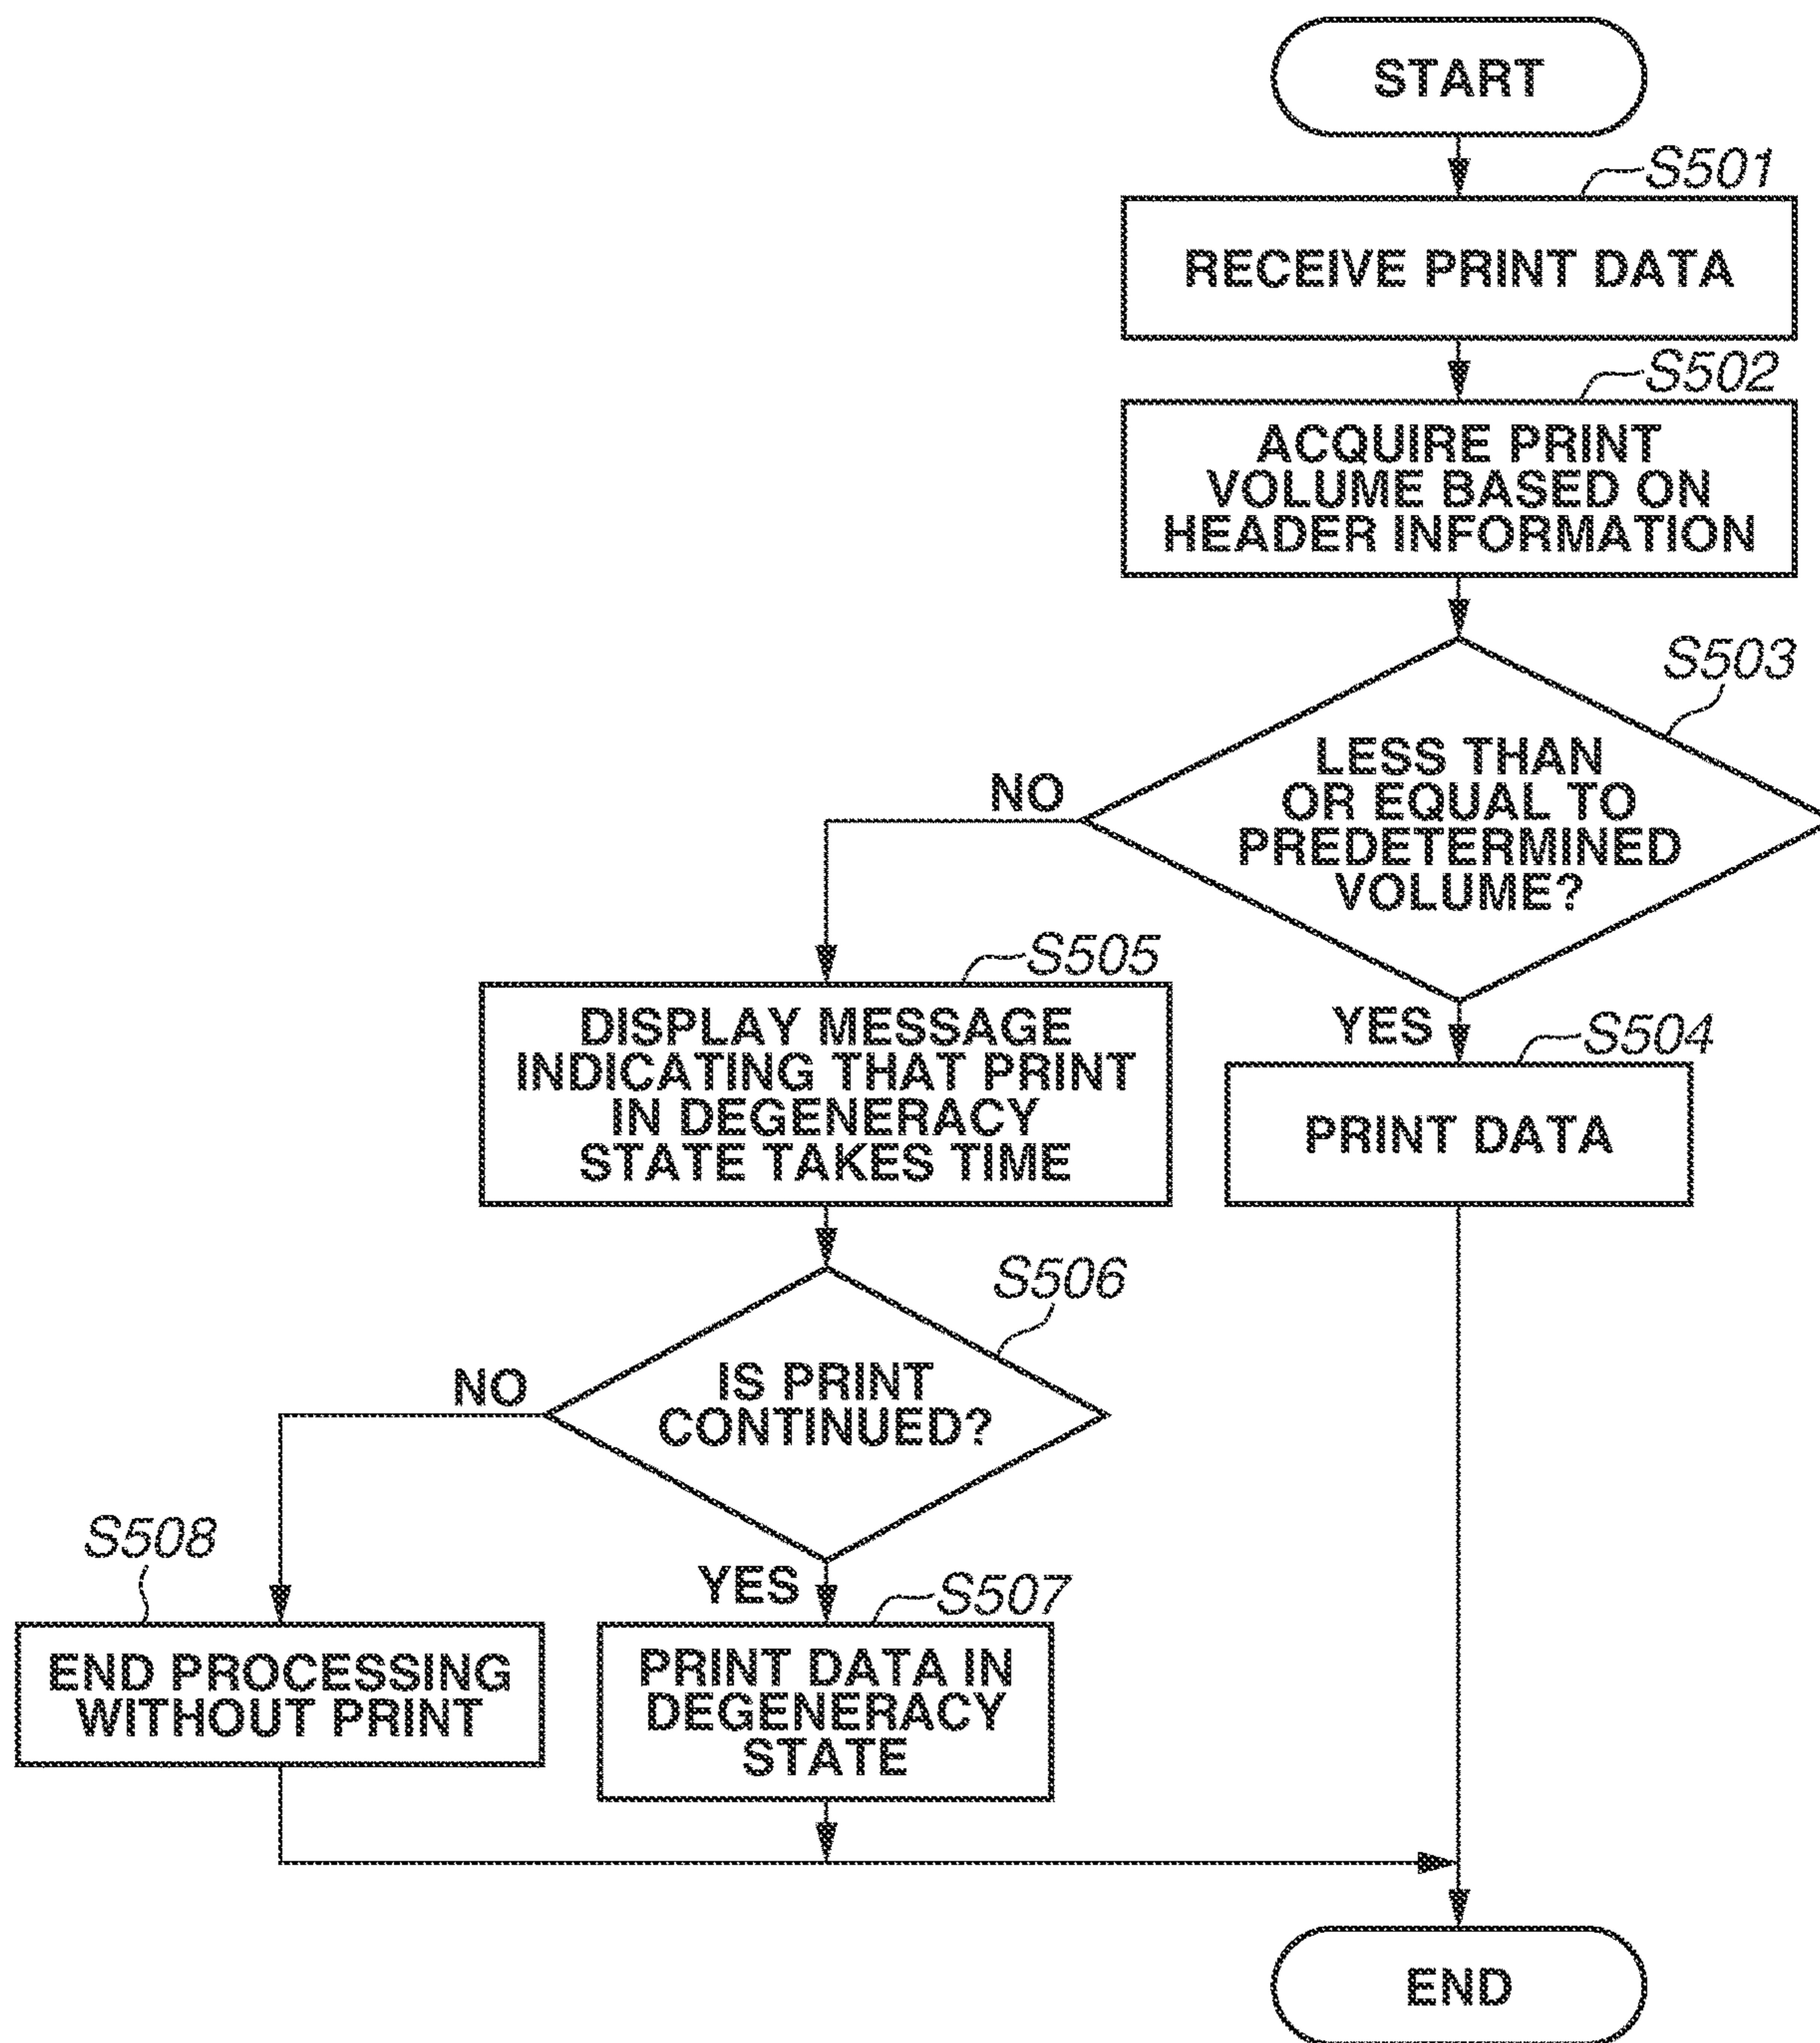 START
S501
RECEIVE PRINT DATA
S502
ACQUIRE PRINT
VOLUME BASED ON
HEADER INFORMATION
S503
LESS THAN
OR EQUAL TO
PREDETERMINED
VOLUME?
NO
YES
S505
DISPLAY MESSAGE
INDICATING THAT PRINT
IN DEGENERACY
STATE TAKES TIME
S504
PRINT DATA
S506
IS PRINT
CONTINUED?
NO
YES
S508
END PROCESSING
WITHOUT PRINT
S507
PRINT DATA IN
DEGENERACY
STATE
END